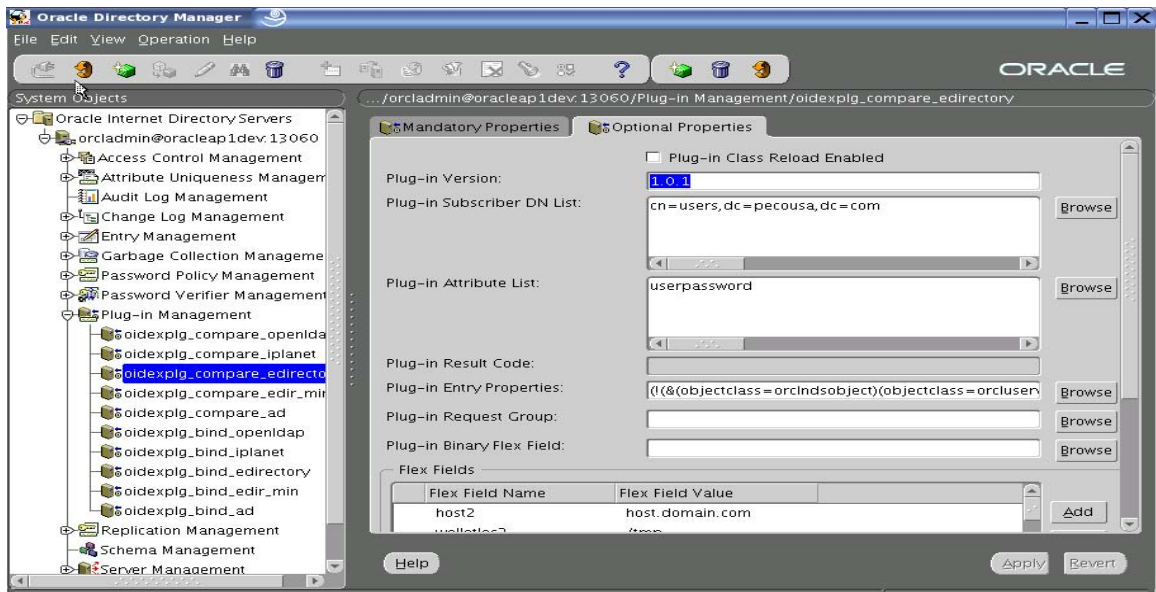 Oracle Directory Manager
File Edit View Operation Help
ORACLE
System Objects
.../orcladmin@oracleap1dev:13060/Plug-in Management/oidexplg_compare_edirectory
Oracle Internet Directory Servers
orcladmin@oracleap1dev:13060
Access Control Management
Attribute Uniqueness Managem
Audit Log Management
Change Log Management
Entry Management
Garbage Collection Manageme
Password Policy Management
Password Verifier Management
Plug-in Management
oidexplg_compare_openlda
oidexplg_compare_iplanet
oidexplg_compare_edirecto
oidexplg_compare_edir_mir
oidexplg_compare_ad
oidexplg_bind_openldap
oidexplg_bind_iplanet
oidexplg_bind_edirectory
oidexplg_bind_edir_min
oidexplg_bind_ad
Replication Management
Schema Management
Server Management
Mandatory Properties
Optional Properties
Plug-in Class Reload Enabled
Plug-in Version: 1.0.1
Plug-in Subscriber DN List: cn=users,dc=pecousa,dc=com Browse
Plug-in Attribute List: userpassword Browse
Plug-in Result Code:
Plug-in Entry Properties: (!(&(objectclass=orclndsobject)(objectclass=orcluserv Browse
Plug-in Request Group: Browse
Plug-in Binary Flex Field: Browse
Flex Fields
Flex Field Name Flex Field Value
host2 host.domain.com Add
Help Apply Revert